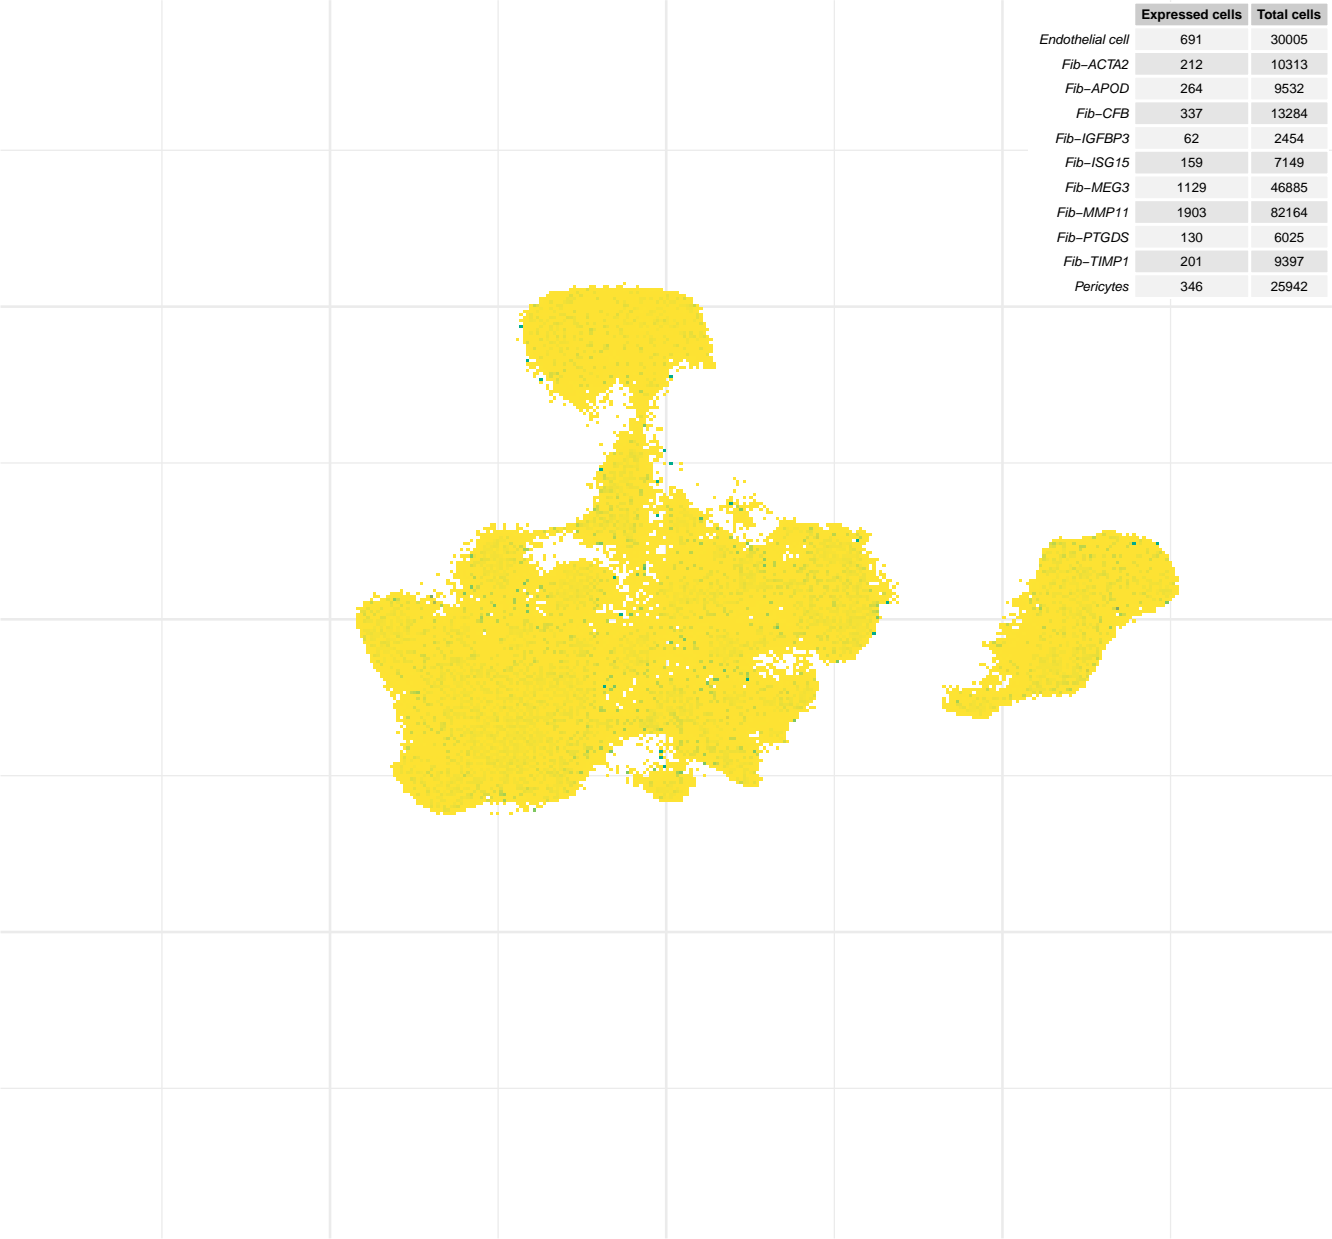 Expressed cells Total cells
Endothelial cell 691 30005
Fib−ACTA2 212 10313
Fib−APOD 264 9532
Fib−CFB 337 13284
Fib−IGFBP3 62 2454
Fib−ISG15 159 7149
Fib−MEG3 1129 46885
Fib−MMP11 1903 82164
Fib−PTGDS 130 6025
Fib−TIMP1 201 9397
Pericytes 346 25942